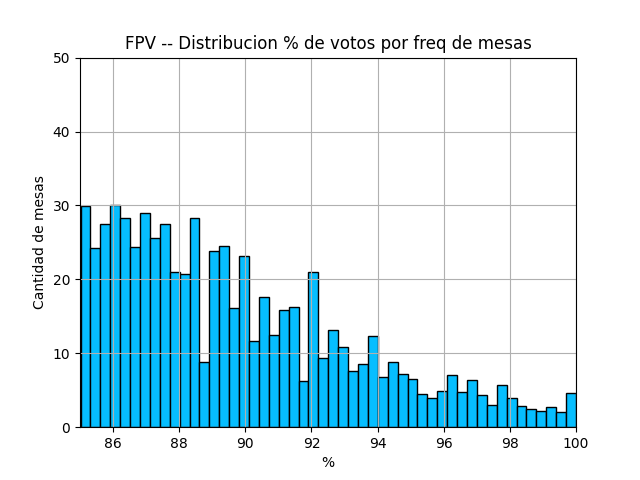 FPV -- Distribucion % de votos por freq de mesas
50
40
30
20
10
0
Cantidad de mesas
86 88 90 92 94 96 98 100
%